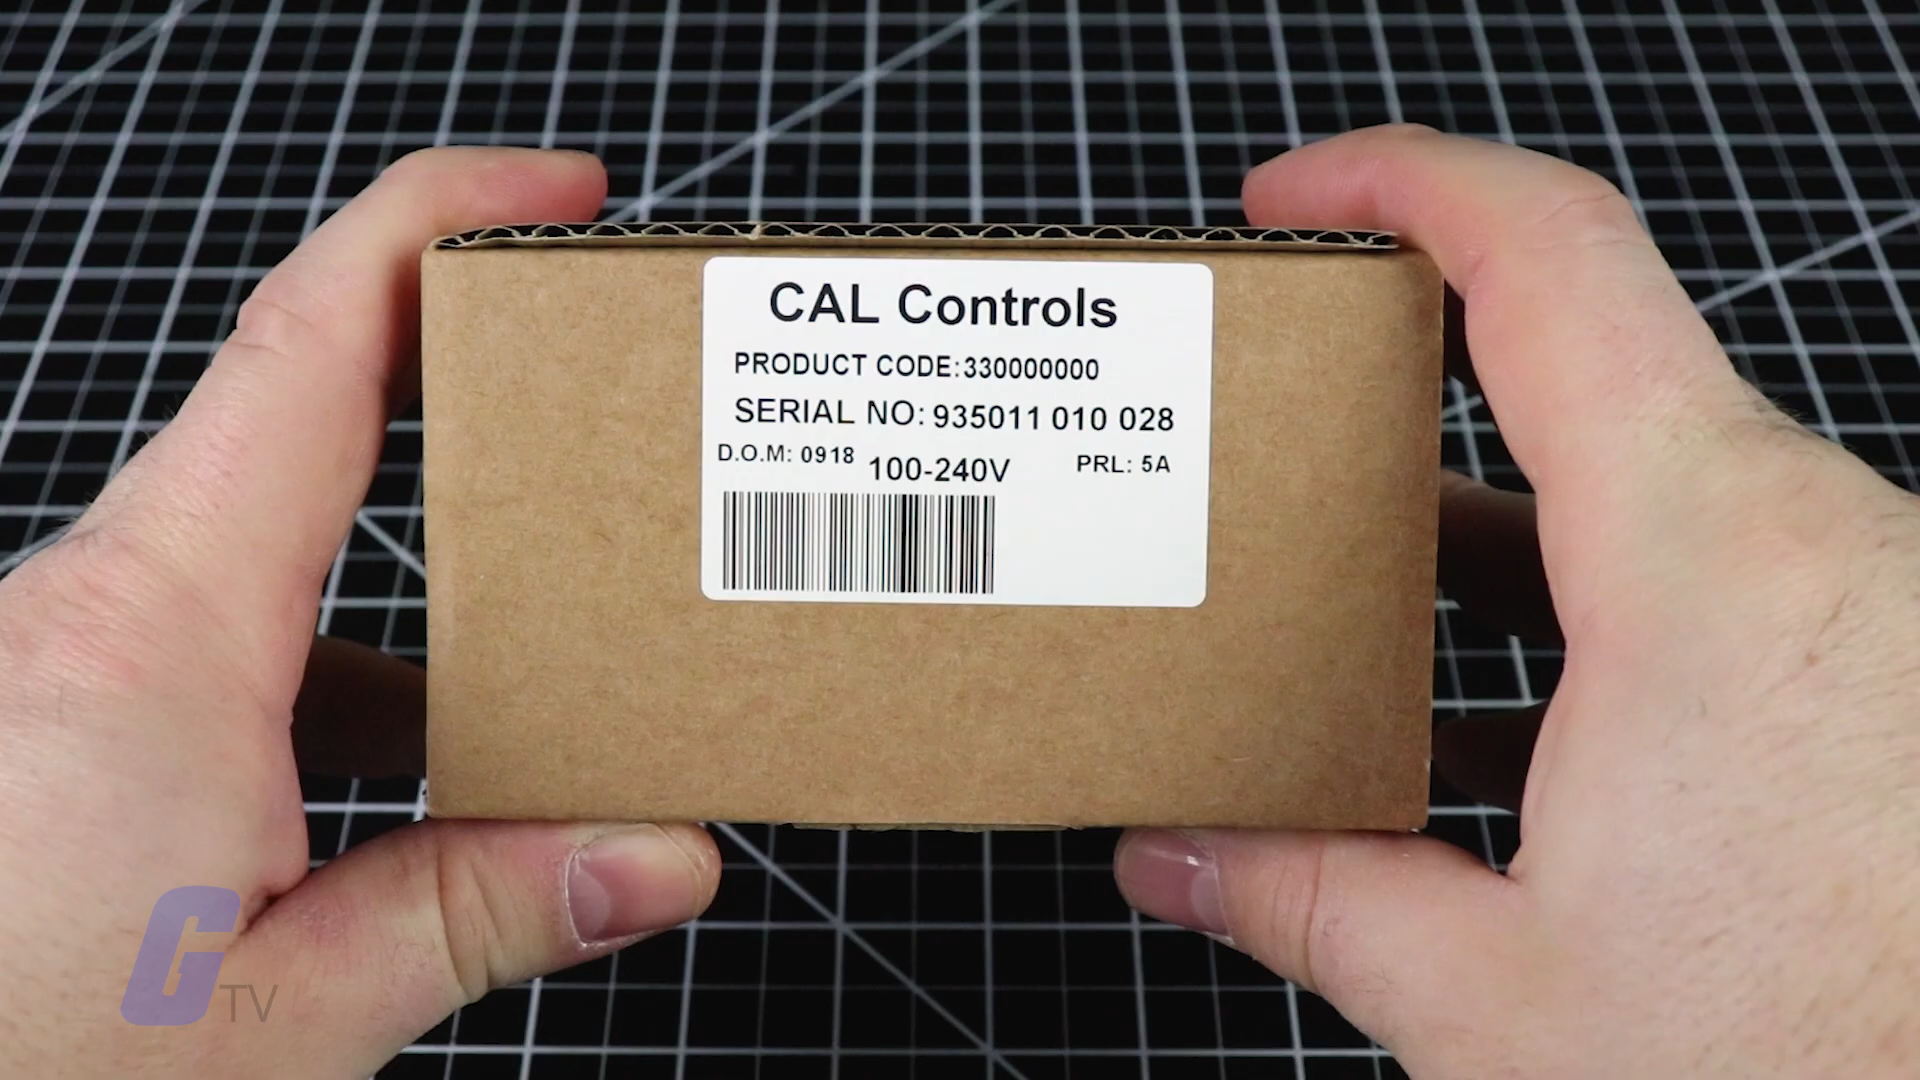 CAL Controls
PRODUCT CODE:330000000
SERIAL NO: 935011 010 028
D.O.M: 0918 100-240V PRL: 5A
G TV